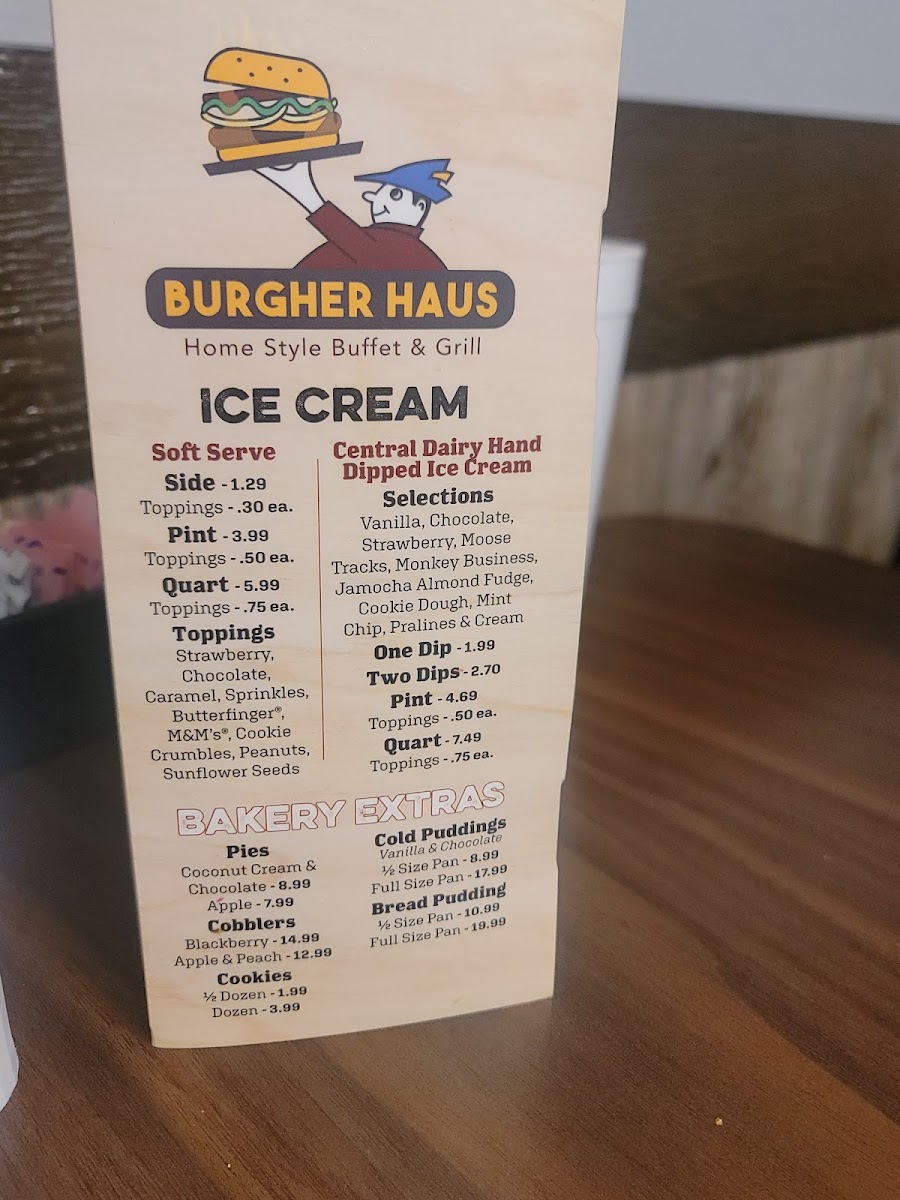 BURGHER HAUS
Home Style Buffet & Grill
ICE CREAM
Soft Serve
Side - 1.29
Toppings - .30 ea.
Pint - 3.99
Toppings - .50 ea.
Quart - 5.99
Toppings - .75 ea.
Toppings
Strawberry,
Chocolate,
Caramel, Sprinkles,
Butterfinger®,
M&M's®, Cookie
Crumbles, Peanuts,
Sunflower Seeds
Central Dairy Hand
Dipped Ice Cream
Selections
Vanilla, Chocolate,
Strawberry, Moose
Tracks, Monkey Business,
Jamocha Almond Fudge,
Cookie Dough, Mint
Chip, Pralines & Cream
One Dip - 1.99
Two Dips - 2.70
Pint - 4.69
Toppings - .50 ea.
Quart - 7.49
Toppings - .75 ea.
BAKERY EXTRAS
Pies
Coconut Cream &
Chocolate - 8.99
Apple - 7.99
Cobblers
Blackberry - 14.99
Apple & Peach - 12.99
Cookies
½ Dozen - 1.99
Dozen - 3.99
Cold Puddings
Vanilla & Chocolate
½ Size Pan - 8.99
Full Size Pan - 17.99
Bread Pudding
½ Size Pan - 10.99
Full Size Pan - 19.99